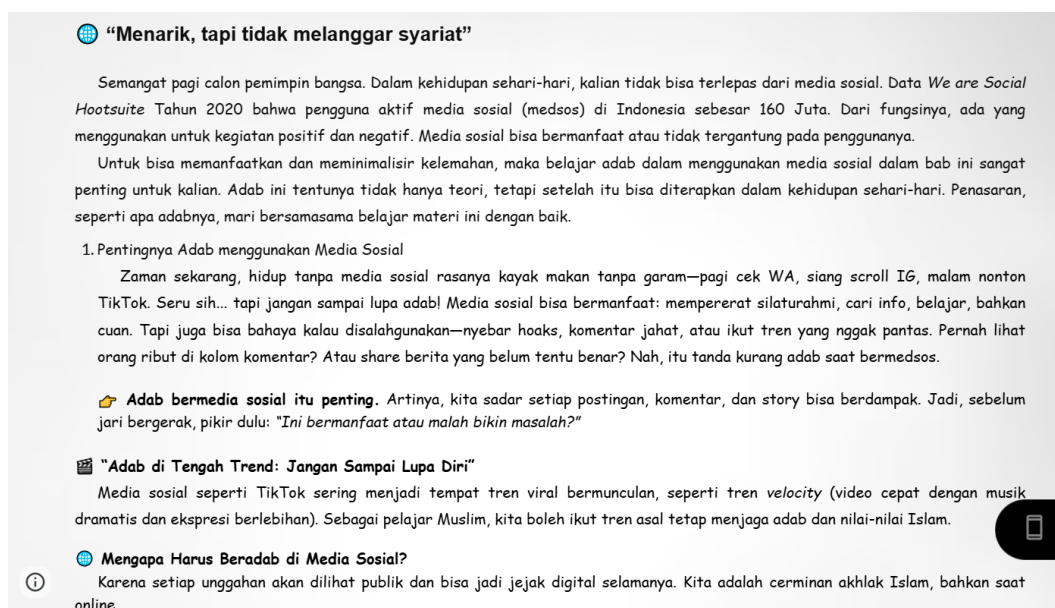 “Menarik, tapi tidak melanggar syariat”
Semangat pagi calon pemimpin bangsa. Dalam kehidupan sehari-hari, kalian tidak bisa terlepas dari media sosial. Data We are Social
Hootsuite Tahun 2020 bahwa pengguna aktif media sosial (medsos) di Indonesia sebesar 160 Juta. Dari fungsinya, ada yang
menggunakan untuk kegiatan positif dan negatif. Media sosial bisa bermanfaat atau tidak tergantung pada penggunanya.
Untuk bisa memanfaatkan dan meminimalisir kelemahan, maka belajar adab dalam menggunakan media sosial dalam bab ini sangat
penting untuk kalian. Adab ini tentunya tidak hanya teori, tetapi setelah itu bisa diterapkan dalam kehidupan sehari-hari. Penasaran,
seperti apa adabnya, mari bersamasama belajar materi ini dengan baik.
1. Pentingnya Adab menggunakan Media Sosial
Zaman sekarang, hidup tanpa media sosial rasanya kayak makan tanpa garam—pagi cek WA, siang scroll IG, malam nonton
TikTok. Seru sih... tapi jangan sampai lupa adab! Media sosial bisa bermanfaat: mempererat silaturahmi, cari info, belajar, bahkan
cuan. Tapi juga bisa bahaya kalau disalahgunakan—nyebar hoaks, komentar jahat, atau ikut tren yang nggak pantas. Pernah lihat
orang ribut di kolom komentar? Atau share berita yang belum tentu benar? Nah, itu tanda kurang adab saat bermedsos.
👉 Adab bermedia sosial itu penting. Artinya, kita sadar setiap postingan, komentar, dan story bisa berdampak. Jadi, sebelum
jari bergerak, pikir dulu: “Ini bermanfaat atau malah bikin masalah?”
🎬 “Adab di Tengah Trend: Jangan Sampai Lupa Diri”
Media sosial seperti TikTok sering menjadi tempat tren viral bermunculan, seperti tren velocity (video cepat dengan musik
dramatis dan ekspresi berlebihan). Sebagai pelajar Muslim, kita boleh ikut tren asal tetap menjaga adab dan nilai-nilai Islam.
🌐 Mengapa Harus Beradab di Media Sosial?
Karena setiap unggahan akan dilihat publik dan bisa jadi jejak digital selamanya. Kita adalah cerminan akhlak Islam, bahkan saat
online